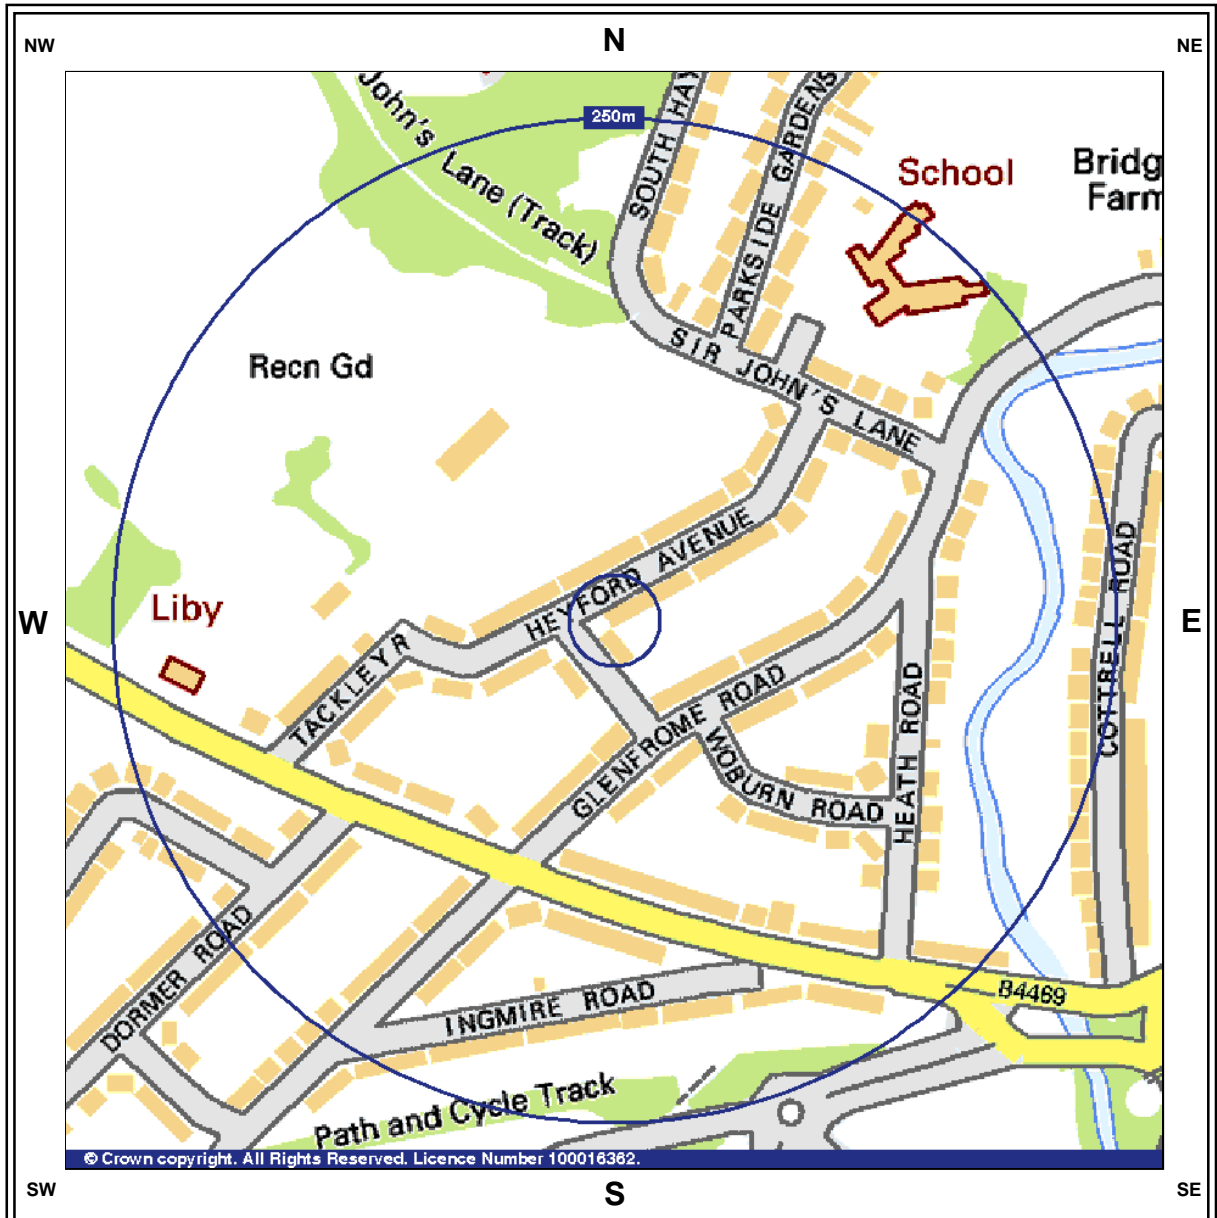 N
NW
NE
250m
John's Lane (Track)
SOUTH HAY
PARKSIDE GARDENS
School
Bridg
Farm
SIR JOHN'S LANE
Recn Gd
HEYFORD AVENUE
COTTRELL ROAD
Liby
W
E
TACKLEY R
GLENFROME ROAD
HEATH ROAD
WOBURN ROAD
DORMER ROAD
INGMIRE ROAD
B4469
Path and Cycle Track
© Crown copyright. All Rights Reserved. Licence Number 100016362.
SW
S
SE